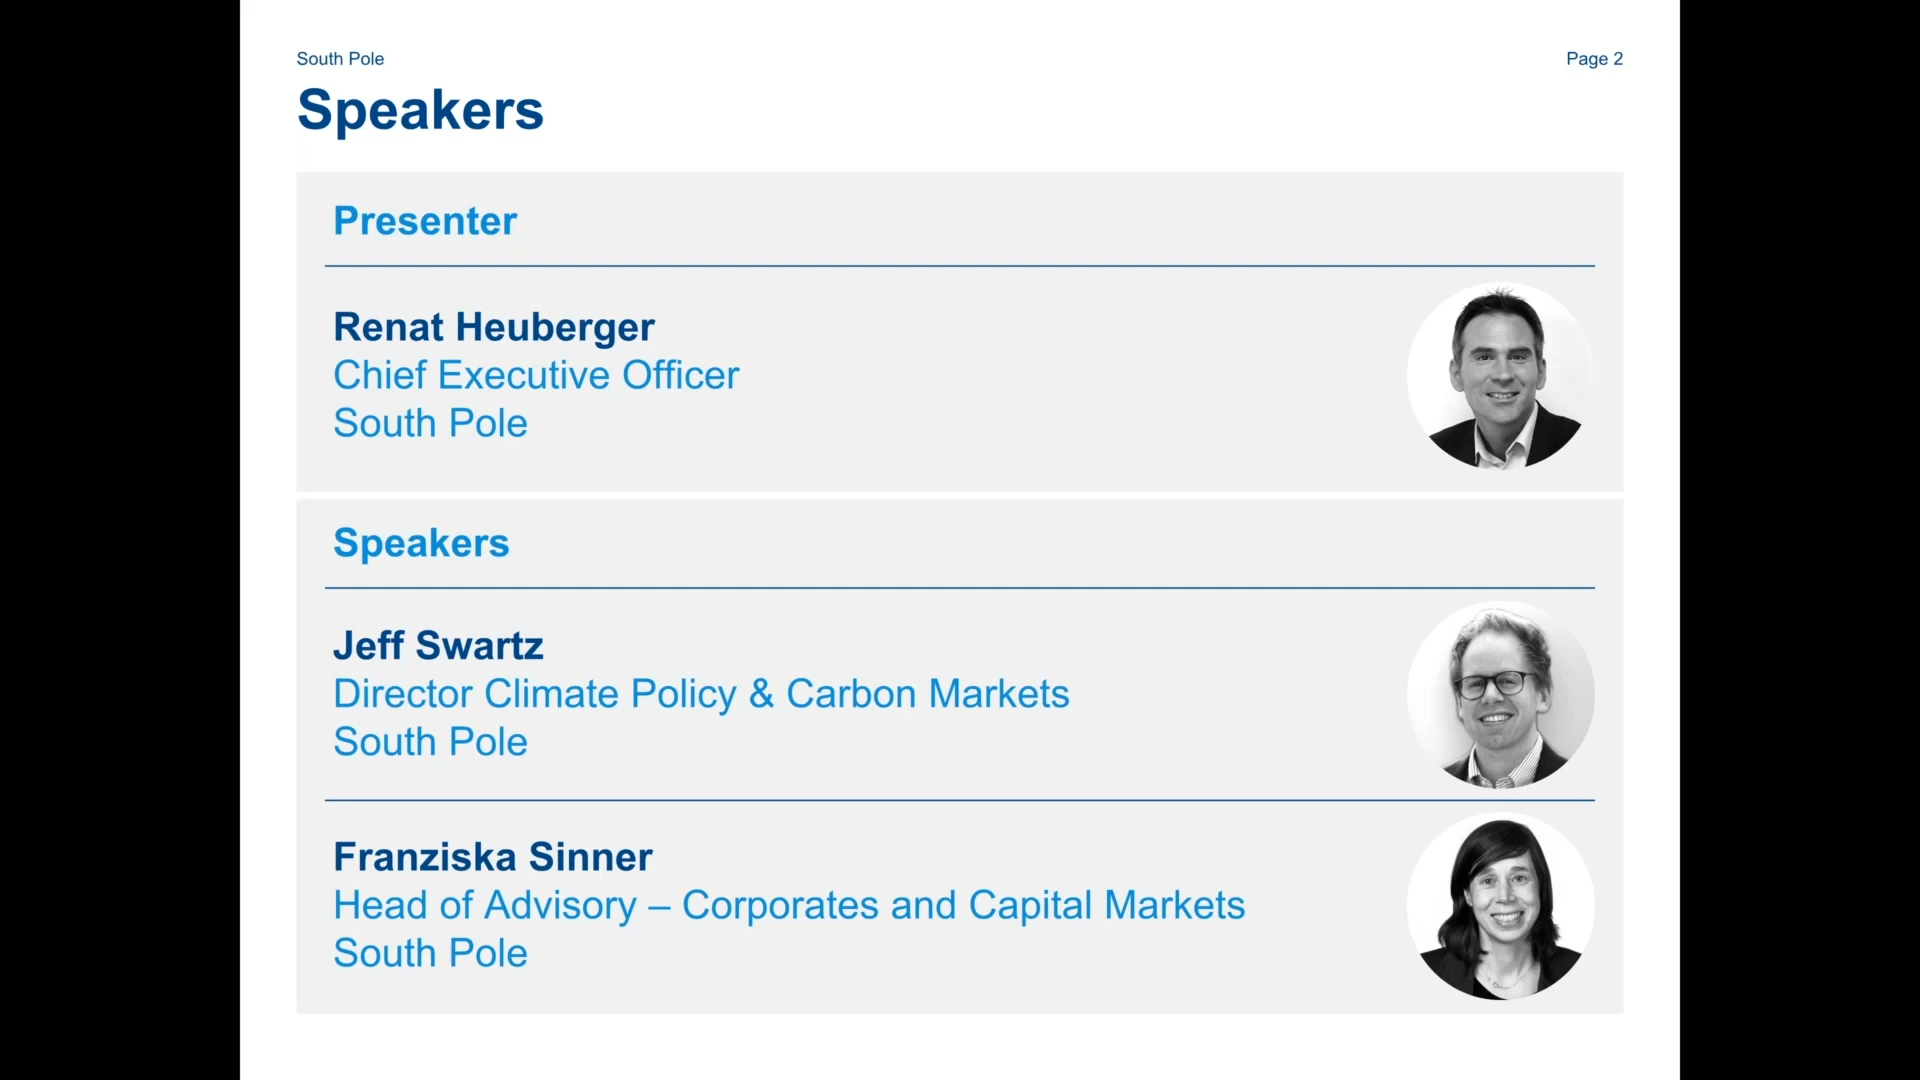 South Pole
Page 2
Speakers
Presenter
Renat Heuberger
Chief Executive Officer
South Pole
Speakers
Jeff Swartz
Director Climate Policy & Carbon Markets
South Pole
Franziska Sinner
Head of Advisory – Corporates and Capital Markets
South Pole